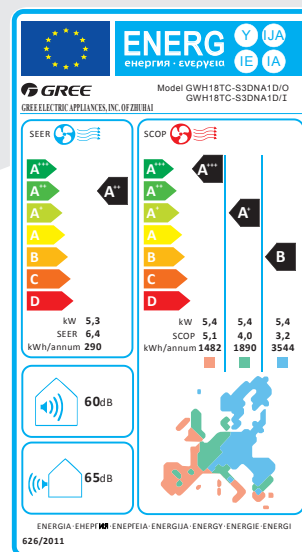 ENERG
енергия · ενεργεια
Y IJA
IE IA
GREE
GREE ELECTRIC APPLIANCES, INC. OF ZHUHAI
Model GWH18TC-S3DNA1D/O
GWH18TC-S3DNA1D/I
SEER
A+++
A++
A+
A
B
C
D
A++
kW 5,3
SEER 6,4
kWh/annum 290
SCOP
A+++
A++
A+
A
B
C
D
A+++
A+
B
kW 5,4 5,4 5,4
SCOP 5,1 4,0 3,2
kWh/annum 1482 1890 3544
60dB
65dB
ENERGIA·ЕНЕРГИЯ·ΕΝΕΡΓΕΙΑ·ENERGIJA·ENERGY·ENERGIE·ENERGI
626/2011